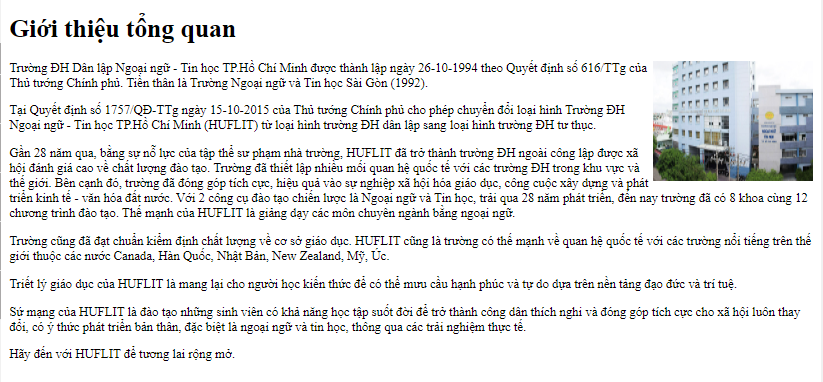 Giới thiệu tổng quan
Trường ĐH Dân lập Ngoại ngữ - Tin học TP.Hồ Chí Minh được thành lập ngày 26-10-1994 theo Quyết định số 616/TTg của
Thủ tướng Chính phủ. Tiền thân là Trường Ngoại ngữ và Tin học Sài Gòn (1992).
Tại Quyết định số 1757/QĐ-TTg ngày 15-10-2015 của Thủ tướng Chính phủ cho phép chuyển đổi loại hình Trường ĐH
Ngoại ngữ - Tin học TP.Hồ Chí Minh (HUFLIT) từ loại hình trường ĐH dân lập sang loại hình trường ĐH tư thục.
Gần 28 năm qua, bằng sự nỗ lực của tập thể sư phạm nhà trường, HUFLIT đã trở thành trường ĐH ngoài công lập được xã
hội đánh giá cao về chất lượng đào tạo. Trường đã thiết lập nhiều mối quan hệ quốc tế với các trường ĐH trong khu vực và
thế giới. Bên cạnh đó, trường đã đóng góp tích cực, hiệu quả vào sự nghiệp xã hội hóa giáo dục, công cuộc xây dựng và phát
triển kinh tế - văn hóa đất nước. Với 2 công cụ đào tạo chiến lược là Ngoại ngữ và Tin học, trải qua 28 năm phát triển, đến nay trường đã có 8 khoa cùng 12
chương trình đào tạo. Thế mạnh của HUFLIT là giảng dạy các môn chuyên ngành bằng ngoại ngữ.
Trường cũng đã đạt chuẩn kiểm định chất lượng về cơ sở giáo dục. HUFLIT cũng là trường có thế mạnh về quan hệ quốc tế với các trường nổi tiếng trên thế
giới thuộc các nước Canada, Hàn Quốc, Nhật Bản, New Zealand, Mỹ, Úc.
Triết lý giáo dục của HUFLIT là mang lại cho người học kiến thức để có thể mưu cầu hạnh phúc và tự do dựa trên nền tảng đạo đức và trí tuệ.
Sứ mạng của HUFLIT là đào tạo những sinh viên có khả năng học tập suốt đời để trở thành công dân thích nghi và đóng góp tích cực cho xã hội luôn thay
đổi, có ý thức phát triển bản thân, đặc biệt là ngoại ngữ và tin học, thông qua các trải nghiệm thực tế.
Hãy đến với HUFLIT để tương lai rộng mở.